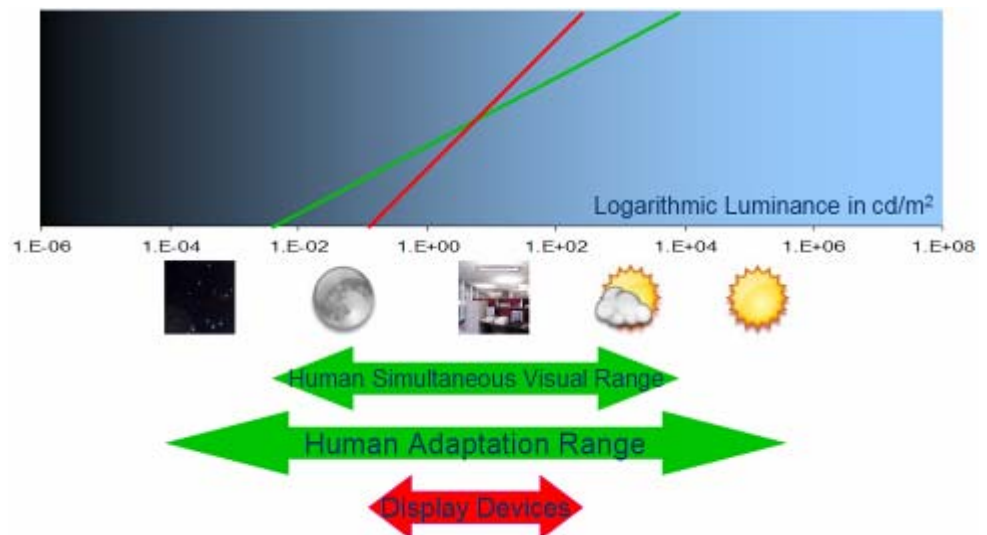 Logarithmic Luminance in cd/m²
1.E-06 1.E-04 1.E-02 1.E+00 1.E+02 1.E+04 1.E+06 1.E+08
Human Simultaneous Visual Range
Human Adaptation Range
Display Devices